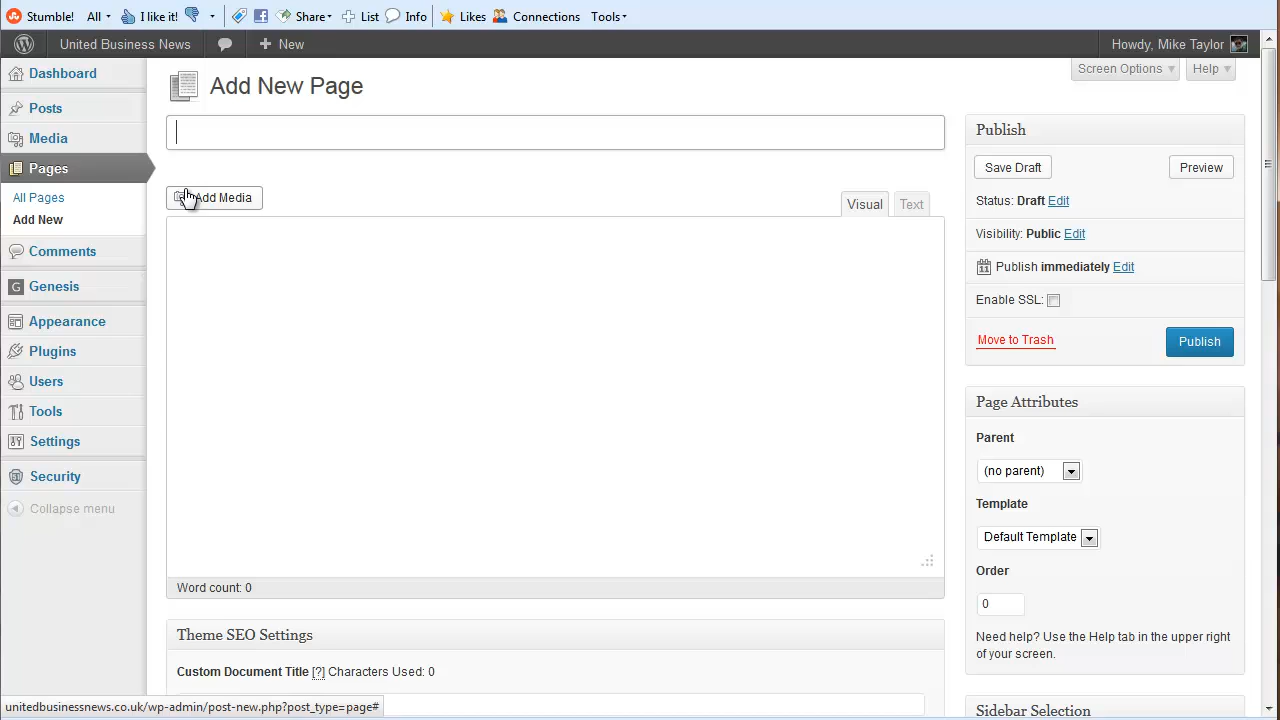 Stumble! All I like it! Share List Info Likes Connections Tools
United Business News New Howdy, Mike Taylor
Screen Options Help
Dashboard
Posts
Media
Pages
All Pages
Add New
Comments
Genesis
Appearance
Plugins
Users
Tools
Settings
Security
Collapse menu
Add New Page
Add Media
Visual Text
Word count: 0
Theme SEO Settings
Custom Document Title [?] Characters Used: 0
Publish
Save Draft Preview
Status: Draft Edit
Visibility: Public Edit
11 Publish immediately Edit
Enable SSL:
Move to Trash Publish
Page Attributes
Parent
(no parent)
Template
Default Template
Order
0
Need help? Use the Help tab in the upper right
of your screen.
Sidebar Selection
unitedbusinessnews.co.uk/wp-admin/post-new.php?post_type=page#